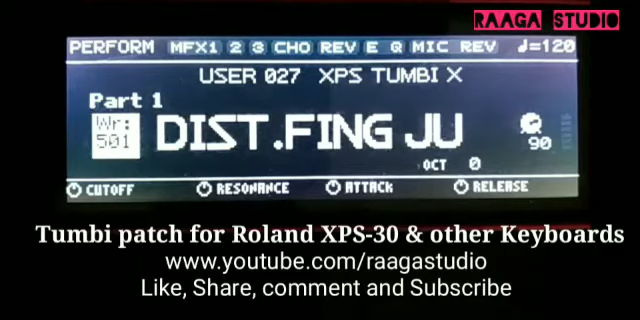 RAAGA STUDIO
PERFORM MFX1 2 3 CHO REV E Q MIC REV ♩=120
USER 027 XPS TUMBI X
Part 1
Wr:
501
DIST.FING JU
90
OCT 0
CUTOFF RESONANCE ATTACK RELEASE
Tumbi patch for Roland XPS-30 & other Keyboards
www.youtube.com/raagastudio
Like, Share, comment and Subscribe